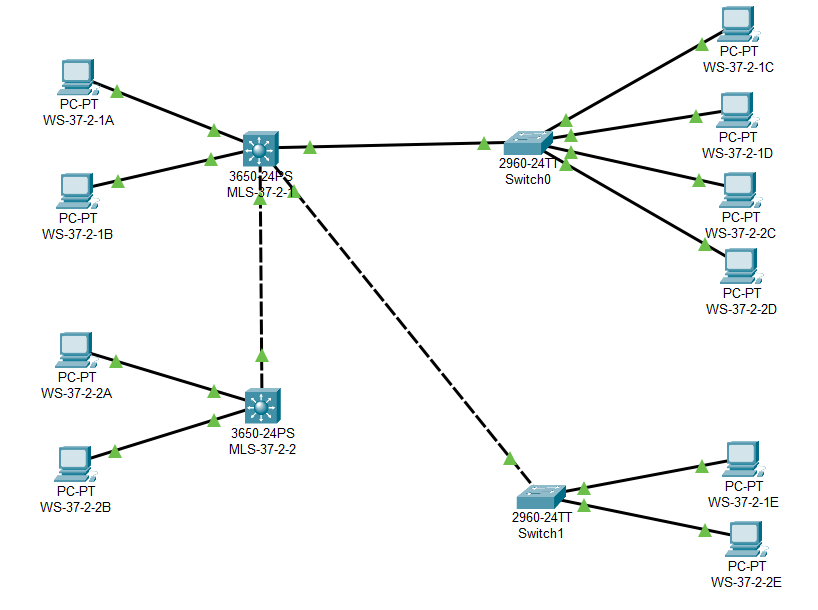 PC-PT
WS-37-2-1A
PC-PT
WS-37-2-1B
3650-24PS
MLS-37-2-1
2960-24TT
Switch0
PC-PT
WS-37-2-1C
PC-PT
WS-37-2-1D
PC-PT
WS-37-2-2C
PC-PT
WS-37-2-2D
PC-PT
WS-37-2-2A
PC-PT
WS-37-2-2B
3650-24PS
MLS-37-2-2
2960-24TT
Switch1
PC-PT
WS-37-2-1E
PC-PT
WS-37-2-2E